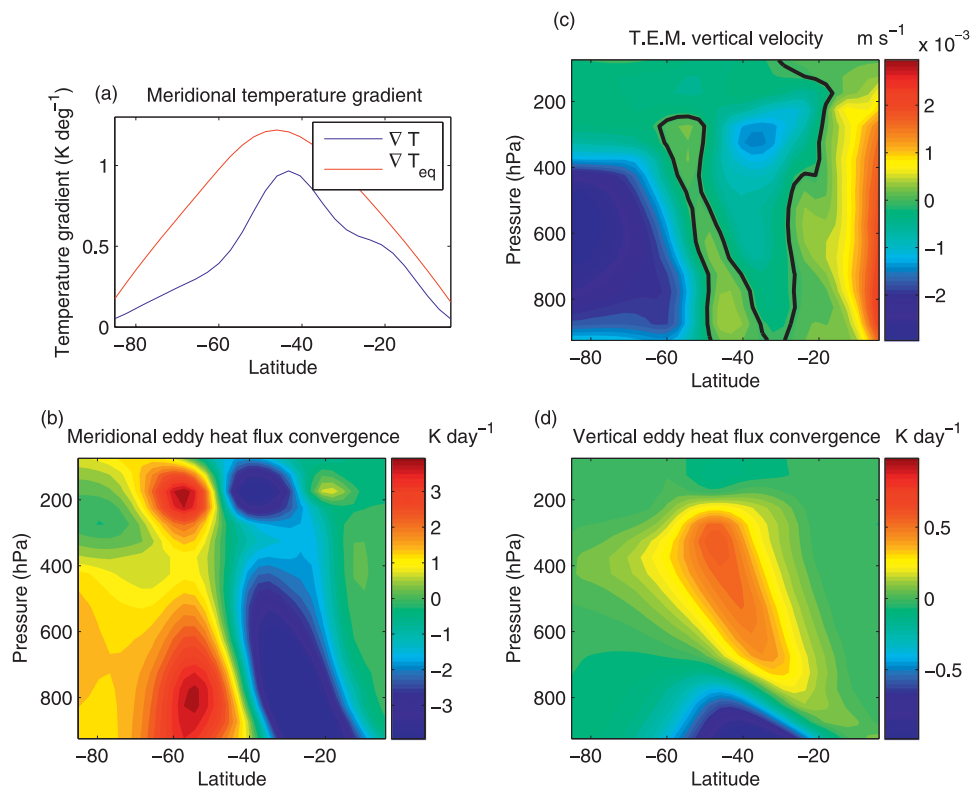 (a)
Meridional temperature gradient
Temperature gradient (K deg⁻¹)
1
0.5
0
∇ T
∇ T_eq
−80 −60 −40 −20
Latitude
(c)
T.E.M. vertical velocity
m s⁻¹ x 10⁻³
Pressure (hPa)
200
400
600
800
−80 −60 −40 −20
Latitude
2
1
0
−1
−2
(b)
Meridional eddy heat flux convergence
K day⁻¹
Pressure (hPa)
200
400
600
800
−80 −60 −40 −20
Latitude
3
2
1
0
−1
−2
−3
(d)
Vertical eddy heat flux convergence
K day⁻¹
Pressure (hPa)
200
400
600
800
−80 −60 −40 −20
Latitude
0.5
0
−0.5